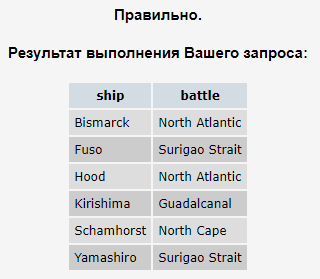 Правильно.
Результат выполнения Вашего запроса:
ship battle
Bismarck North Atlantic
Fuso Surigao Strait
Hood North Atlantic
Kirishima Guadalcanal
Schamhorst North Cape
Yamashiro Surigao Strait